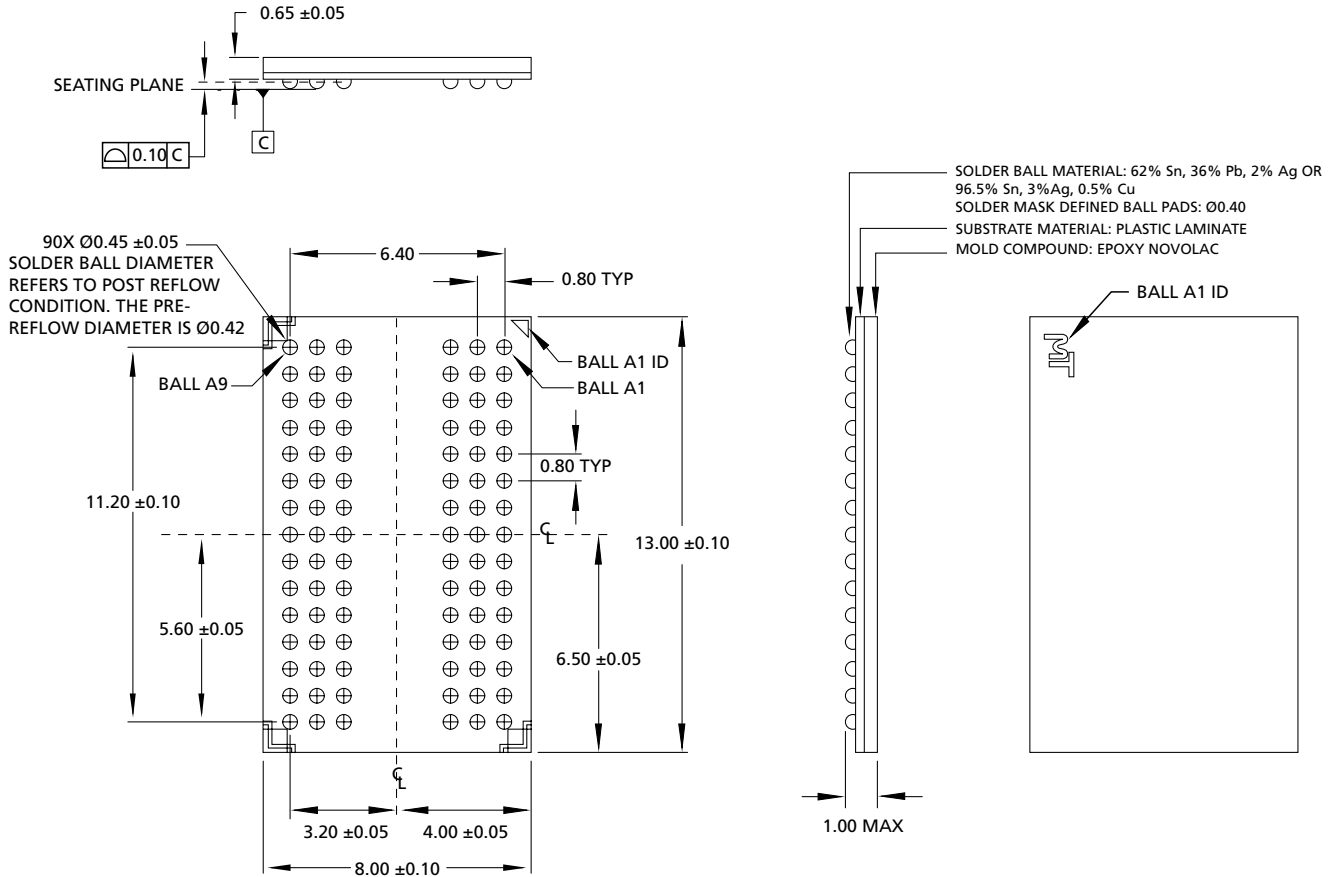 0.65 ±0.05
SEATING PLANE
C
0.10 C
SOLDER BALL MATERIAL: 62% Sn, 36% Pb, 2% Ag OR
96.5% Sn, 3%Ag, 0.5% Cu
SOLDER MASK DEFINED BALL PADS: Ø0.40
SUBSTRATE MATERIAL: PLASTIC LAMINATE
MOLD COMPOUND: EPOXY NOVOLAC
90X Ø0.45 ±0.05
SOLDER BALL DIAMETER
REFERS TO POST REFLOW
CONDITION. THE PRE-
REFLOW DIAMETER IS Ø0.42
6.40
0.80 TYP
BALL A1 ID
BALL A9
BALL A1 ID
BALL A1
0.80 TYP
11.20 ±0.10
CL
13.00 ±0.10
5.60 ±0.05
6.50 ±0.05
CL
3.20 ±0.05
4.00 ±0.05
8.00 ±0.10
1.00 MAX